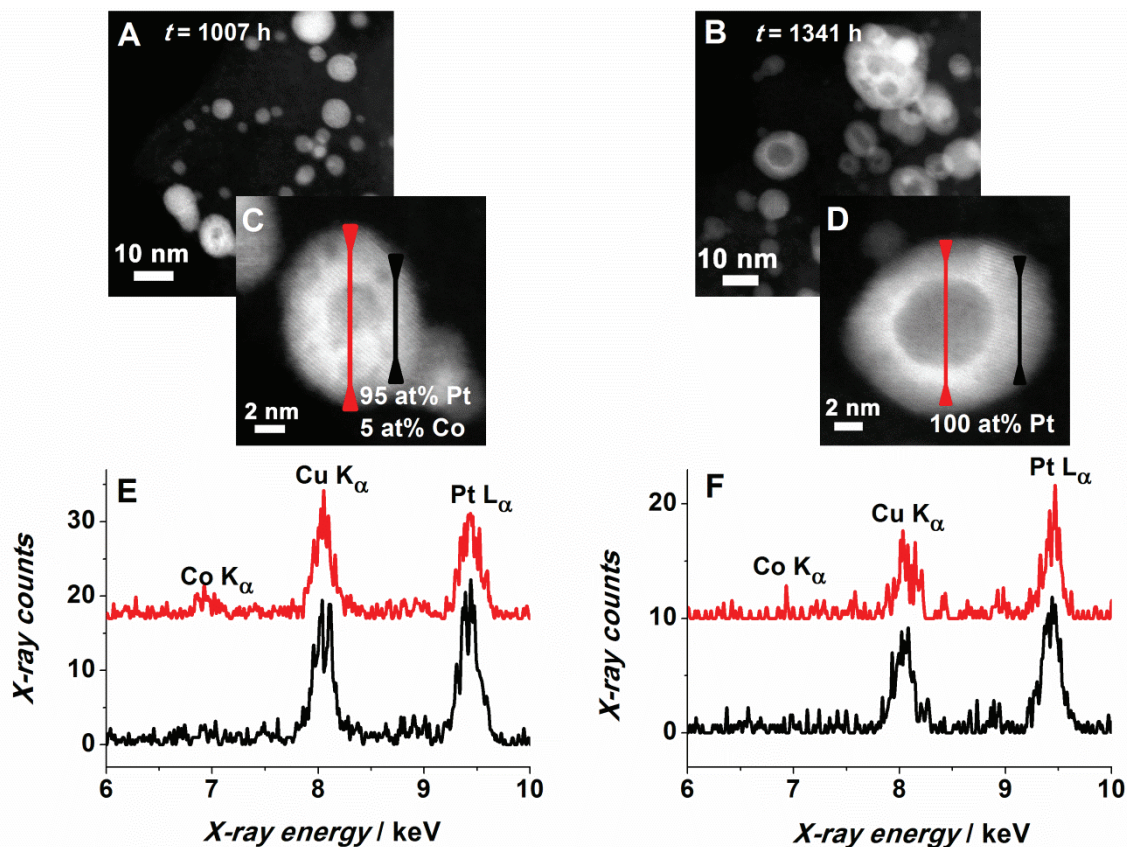 A t = 1007 h
10 nm
B t = 1341 h
10 nm
C
95 at% Pt
2 nm
5 at% Co
D
2 nm
100 at% Pt
E
Cu Kα
Pt Lα
Co Kα
30
20
10
0
6 7 8 9 10
X-ray counts
X-ray energy / keV
F
Pt Lα
Cu Kα
Co Kα
20
10
0
6 7 8 9 10
X-ray counts
X-ray energy / keV